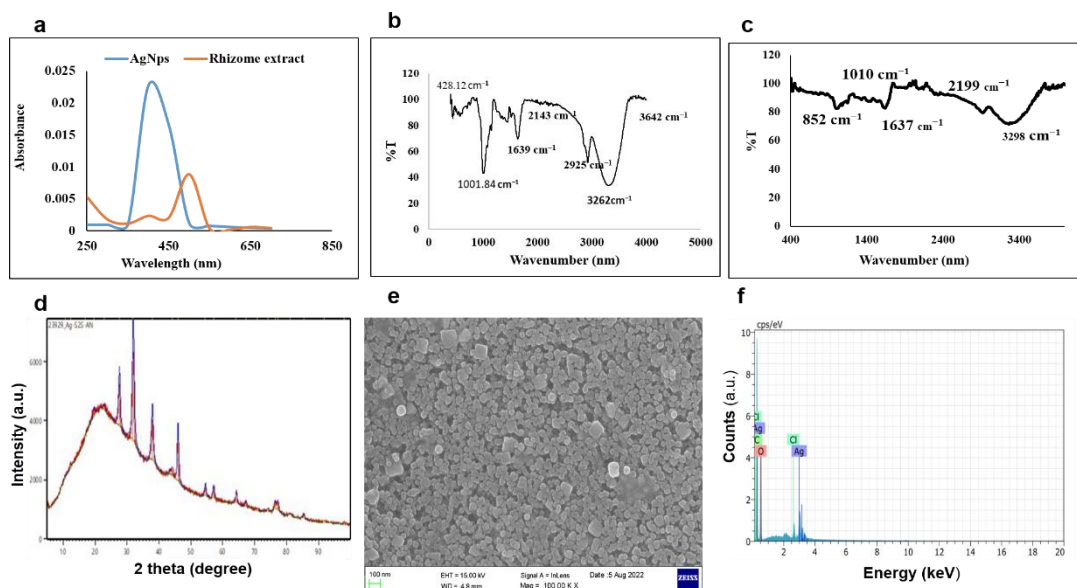 a
AgNps
Rhizome extract
0.025
0.02
0.015
0.01
0.005
0
250
450
650
850
Absorbance
Wavelength (nm)
b
120
100
80
60
40
20
0
0
1000
2000
3000
4000
5000
%T
Wavenumber (nm)
428.12 cm⁻¹
1001.84 cm⁻¹
1639 cm⁻¹
2143 cm⁻¹
2925 cm⁻¹
3262cm⁻¹
3642 cm⁻¹
c
120
100
80
60
40
20
0
400
1400
2400
3400
%T
Wavenumber (nm)
852 cm⁻¹
1010 cm⁻¹
1637 cm⁻¹
2199 cm⁻¹
3298 cm⁻¹
d
6000
4000
2000
10
20
30
40
50
60
70
80
90
Intensity (a.u.)
2 theta (degree)
e
100 nm
EHT = 15.00 kV
Signal A = InLens
Date :5 Aug 2022
WD = 4.8 mm
Mag = 100.00 K X
ZEISS
f
cps/eV
10
8
6
4
2
0
2
4
6
8
10
12
14
16
18
20
Cl
Ag
C
O
Cl
Ag
Counts (a.u.)
Energy (keV)